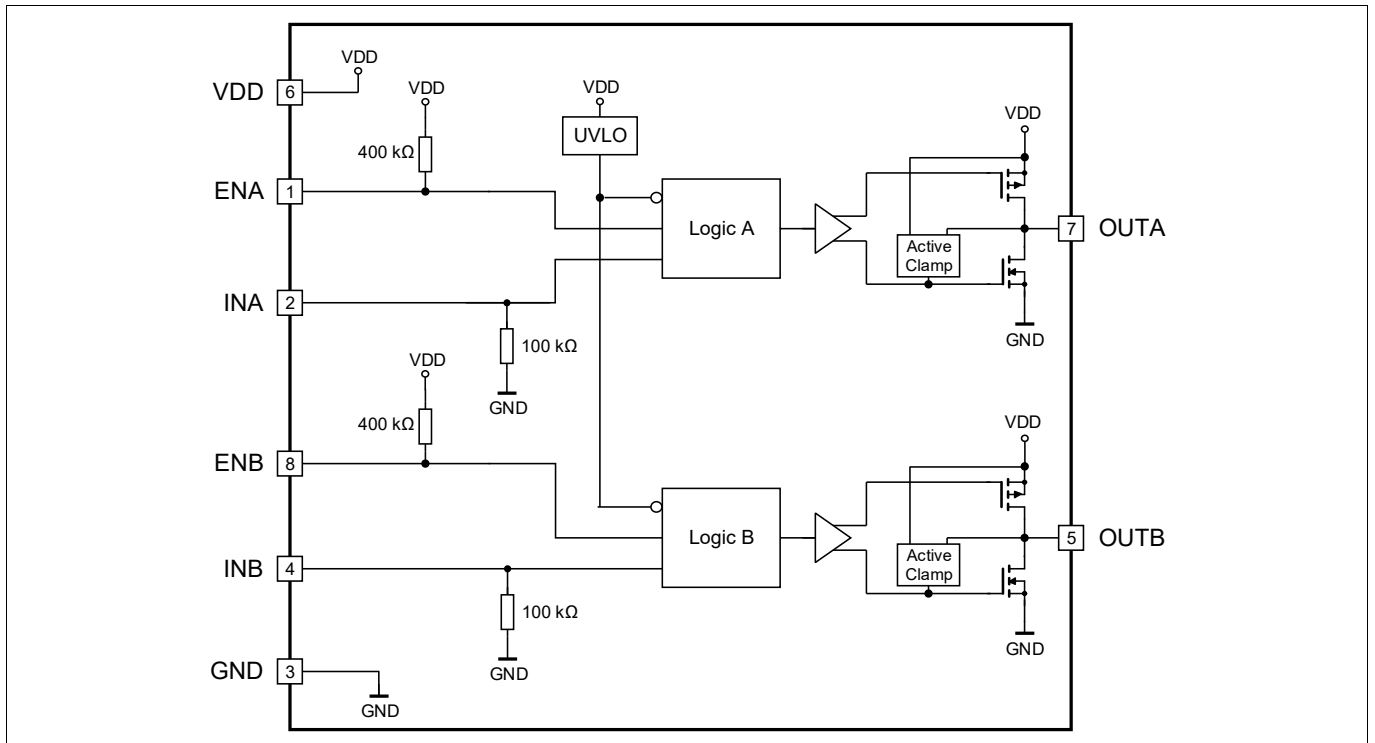 VDD
6
VDD
VDD
VDD
UVLO
400 kΩ
ENA
1
Logic A
VDD
Active
Clamp
7
OUTA
INA
2
100 kΩ
GND
GND
VDD
400 kΩ
ENB
8
Logic B
VDD
Active
Clamp
5
OUTB
INB
4
100 kΩ
GND
GND
GND
3
GND